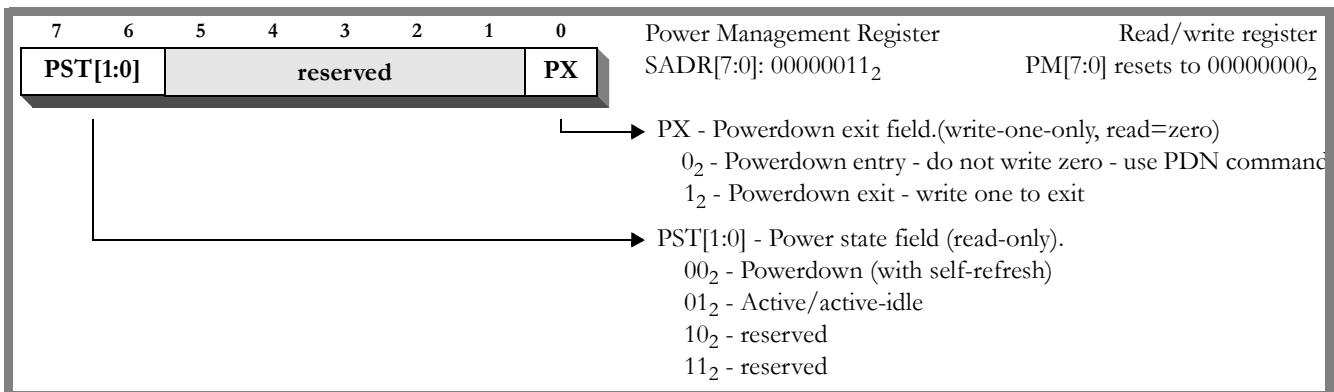 7 6 5 4 3 2 1 0
PST[1:0] reserved PX
Power Management Register Read/write register
SADR[7:0]: 00000011₂ PM[7:0] resets to 00000000₂
PX - Powerdown exit field.(write-one-only, read=zero)
0₂ - Powerdown entry - do not write zero - use PDN command
1₂ - Powerdown exit - write one to exit
PST[1:0] - Power state field (read-only).
00₂ - Powerdown (with self-refresh)
01₂ - Active/active-idle
10₂ - reserved
11₂ - reserved